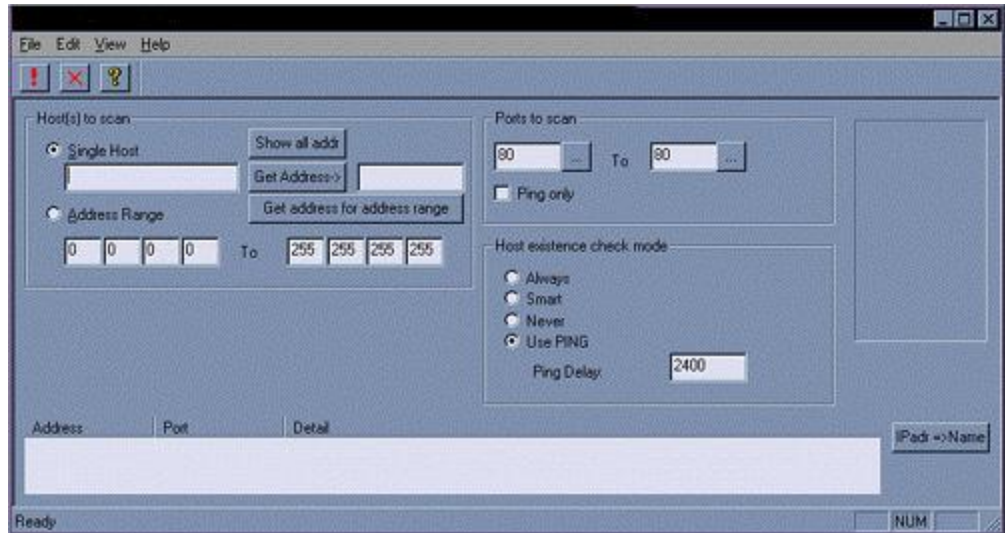 File Edit View Help
Host(s) to scan
Single Host
Show all addr
Get Address->
Address Range
Get address for address range
0 0 0 0 To 255 255 255 255
Ports to scan
80 ... To 80 ...
Ping only
Host existence check mode
Always
Smart
Never
Use PING
Ping Delay: 2400
Address Port Detail
IPadr =>Name
Ready NUM